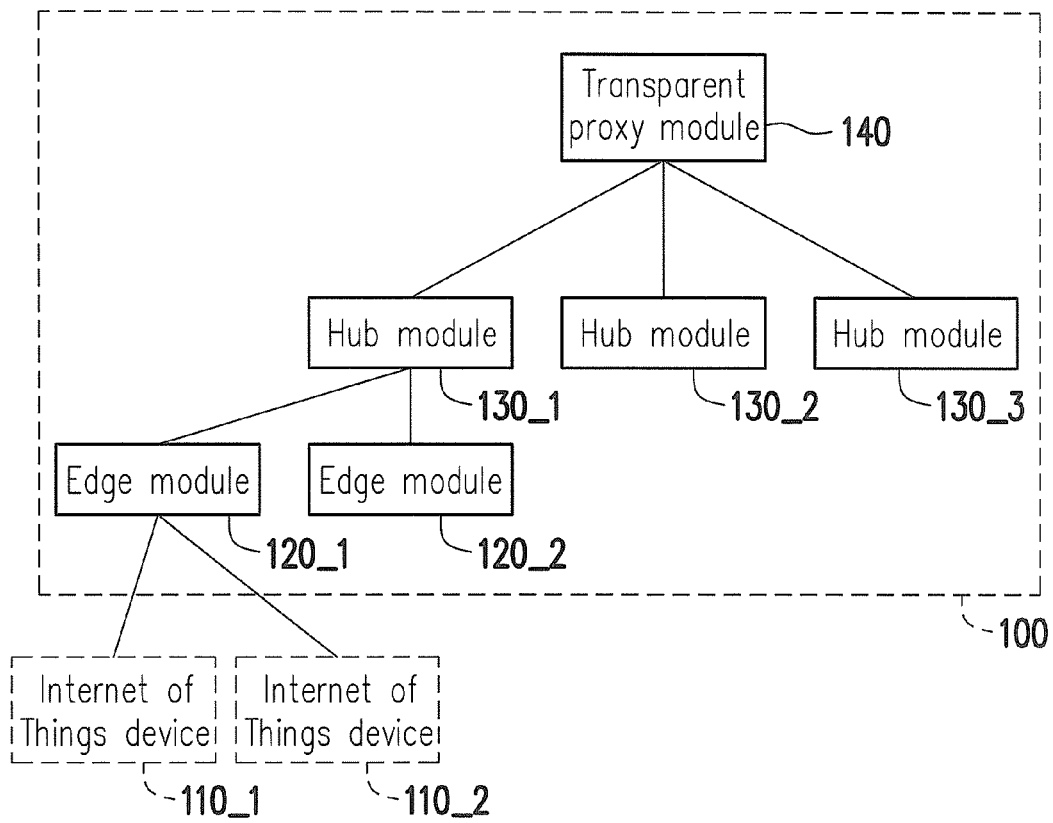 Transparent
proxy module
140
Hub module
Hub module
Hub module
130_1
130_2
130_3
Edge module
Edge module
120_1
120_2
100
Internet of
Things device
Internet of
Things device
110_1
110_2